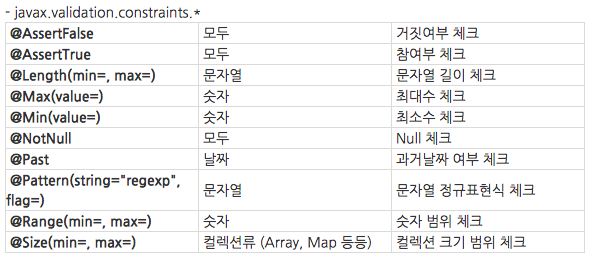 - javax.validation.constraints.*
@AssertFalse 모두 거짓여부 체크
@AssertTrue 모두 참여부 체크
@Length(min=, max=) 문자열 문자열 길이 체크
@Max(value=) 숫자 최대수 체크
@Min(value=) 숫자 최소수 체크
@NotNull 모두 Null 체크
@Past 날짜 과거날짜 여부 체크
@Pattern(string="regexp",
flag=) 문자열 문자열 정규표현식 체크
@Range(min=, max=) 숫자 숫자 범위 체크
@Size(min=, max=) 컬렉션류 (Array, Map 등등) 컬렉션 크기 범위 체크